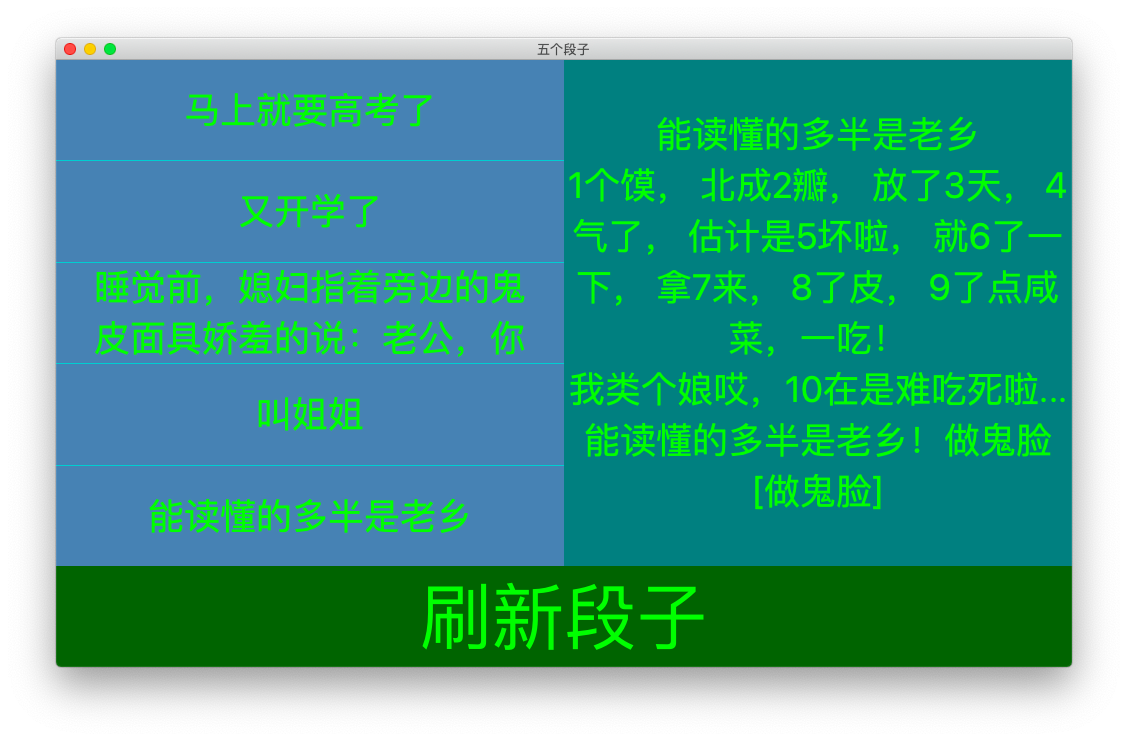 五个段子
马上就要高考了
又开学了
睡觉前，媳妇指着旁边的鬼
皮面具娇羞的说：老公，你
叫姐姐
能读懂的多半是老乡
能读懂的多半是老乡
1个馍， 北成2瓣， 放了3天， 4
气了， 估计是5坏啦， 就6了一
下， 拿7来， 8了皮， 9了点咸
菜，一吃！
我类个娘哎，10在是难吃死啦...
能读懂的多半是老乡！做鬼脸
[做鬼脸]
刷新段子